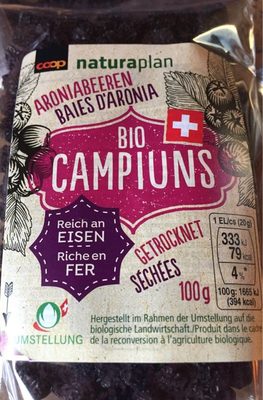 coop naturaplan
ARONIABEEREN
BAIES D'ARONIA
BIO
CAMPIUNS
Reich an
EISEN
Riche en
FER
GETROCKNET
SÉCHÉES
100g
1 EL/cs (20 g)
333 kJ
79 kcal
4%*
100g: 1665 kJ
(394 kcal)
UMSTELLUNG
Hergestellt im Rahmen der Umstellung auf die
biologische Landwirtschaft./Produit dans le cadre
de la reconversion à l'agriculture biologique.